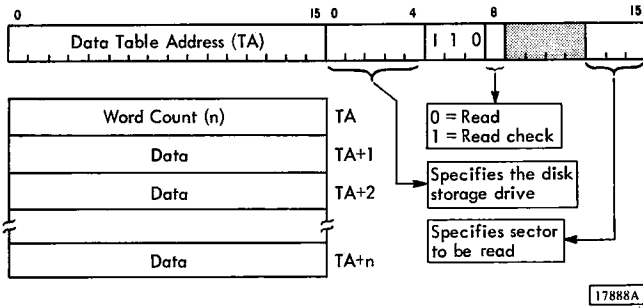 0 15 0 4 8 15
Data Table Address (TA) 1 1 0
Word Count (n) TA
Data TA+1
Data TA+2
Data TA+n
0 = Read
1 = Read check
Specifies the disk
storage drive
Specifies sector
to be read
17888A